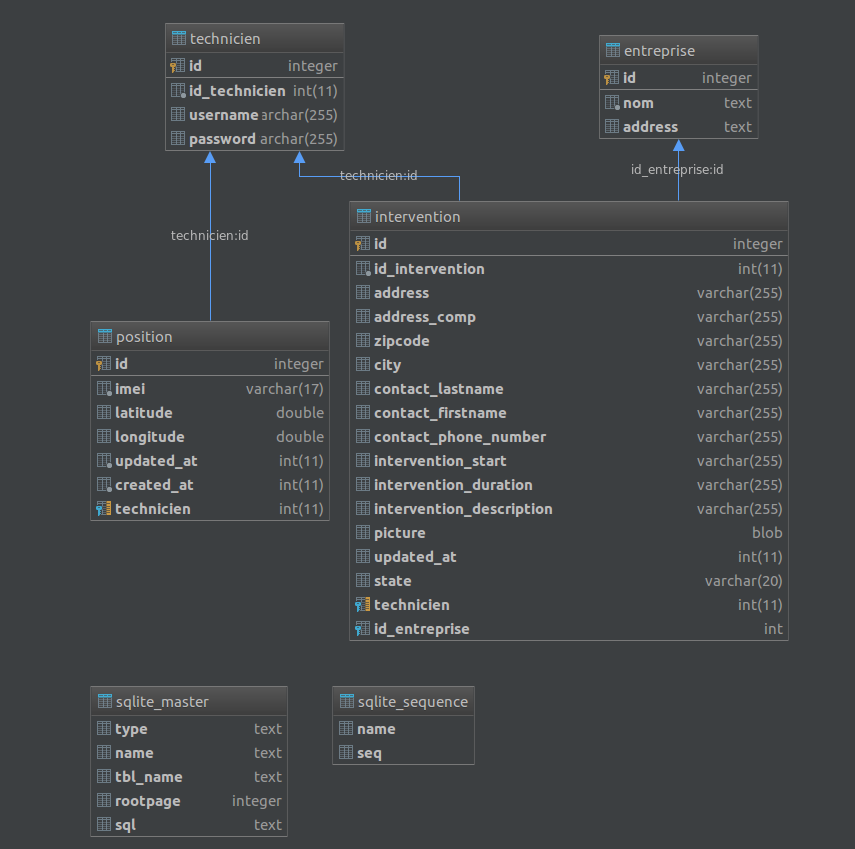 technicien
id integer
id_technicien int(11)
username archar(255)
password archar(255)
entreprise
id integer
nom text
address text
technicien:id
id_entreprise:id
technicien:id
intervention
id integer
id_intervention int(11)
address varchar(255)
address_comp varchar(255)
zipcode varchar(255)
city varchar(255)
contact_lastname varchar(255)
contact_firstname varchar(255)
contact_phone_number varchar(255)
intervention_start varchar(255)
intervention_duration varchar(255)
intervention_description varchar(255)
picture blob
updated_at int(11)
state varchar(20)
technicien int(11)
id_entreprise int
position
id integer
imei varchar(17)
latitude double
longitude double
updated_at int(11)
created_at int(11)
technicien int(11)
sqlite_master
type text
name text
tbl_name text
rootpage integer
sql text
sqlite_sequence
name
seq